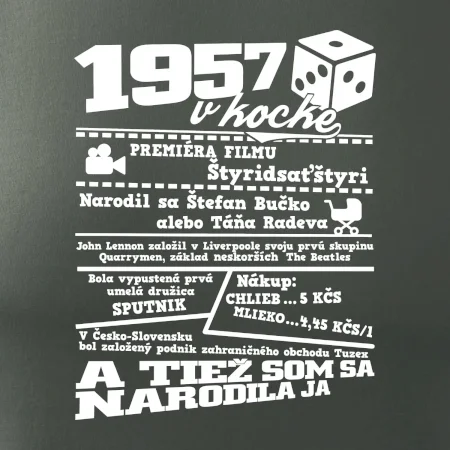 1957
v kocke
PREMIÉRA FILMU
Štyridsaťštyri
Narodil sa Štefan Bučko
alebo Táňa Radeva
John Lennon založil v Liverpoole svoju prvú skupinu
Quarrymen, základ neskorších The Beatles
Bola vypustená prvá
umelá družica
SPUTNIK
Nákup:
CHLIEB ... 5 KČS
MLIEKO...4,45 KČS/l
V Česko-Slovensku
bol založený podnik zahraničného obchodu Tuzex
A TIEŽ SOM SA
NARODILA JA